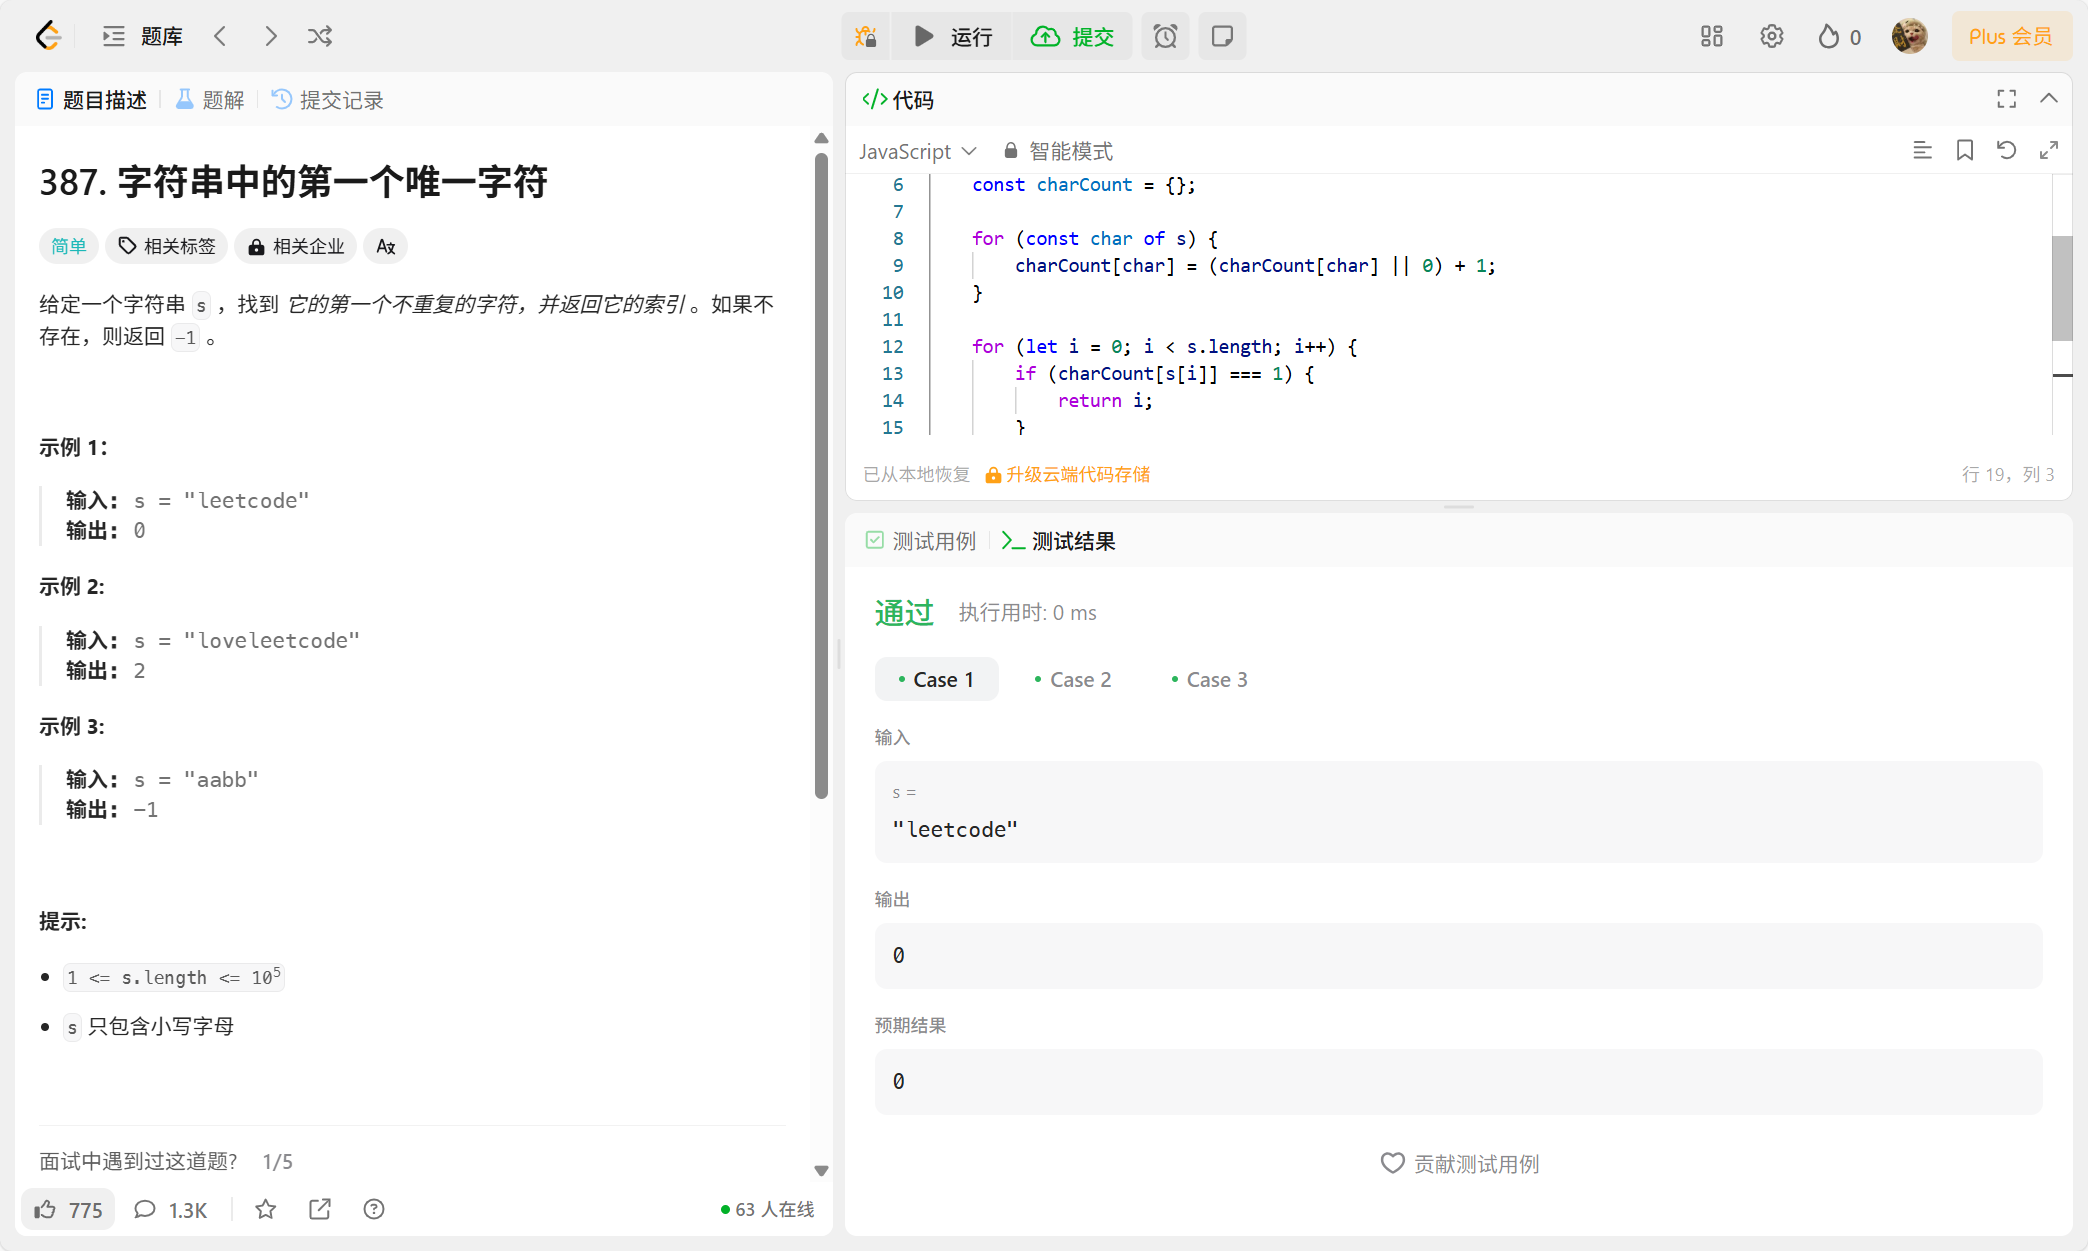 题库
运行
提交
0
Plus 会员
题目描述
题解
提交记录
387. 字符串中的第一个唯一字符
简单
相关标签
相关企业
给定一个字符串 s ，找到 它的第一个不重复的字符，并返回它的索引 。如果不
存在，则返回 -1 。
示例 1：
输入: s = "leetcode"
输出: 0
示例 2:
输入: s = "loveleetcode"
输出: 2
示例 3:
输入: s = "aabb"
输出: -1
提示:
1 <= s.length <= 10⁵
s 只包含小写字母
面试中遇到过这道题?
1/5
775
1.3K
63 人在线
</> 代码
JavaScript
智能模式
6 const charCount = {};
7
8 for (const char of s) {
9 charCount[char] = (charCount[char] || 0) + 1;
10 }
11
12 for (let i = 0; i < s.length; i++) {
13 if (charCount[s[i]] === 1) {
14 return i;
15 }
已从本地恢复
升级云端代码存储
行 19，列 3
测试用例
>_ 测试结果
通过
执行用时: 0 ms
Case 1
Case 2
Case 3
输入
s =
"leetcode"
输出
0
预期结果
0
贡献测试用例